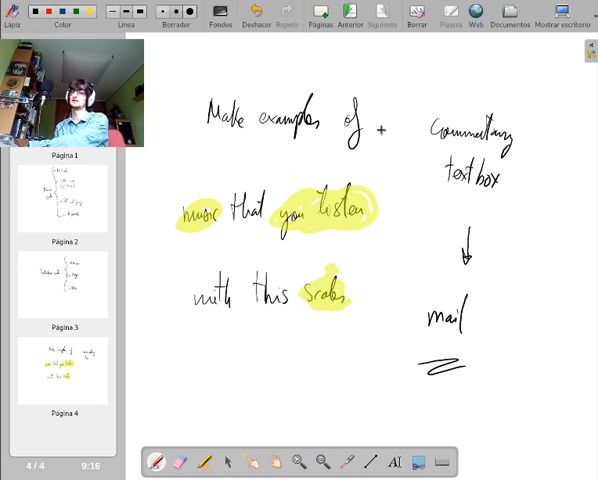 Lápiz
Color
Línea
Borrador
Fondos
Deshacer
Repetir
Páginas
Anterior
Siguiente
Borrar
Pizarra
Web
Documentos
Mostrar escritorio
Make examples of
music that you listen
with this scales
Commentary
text box
mail
Página 1
Página 2
Página 3
Página 4
4 / 4
9:16
AI